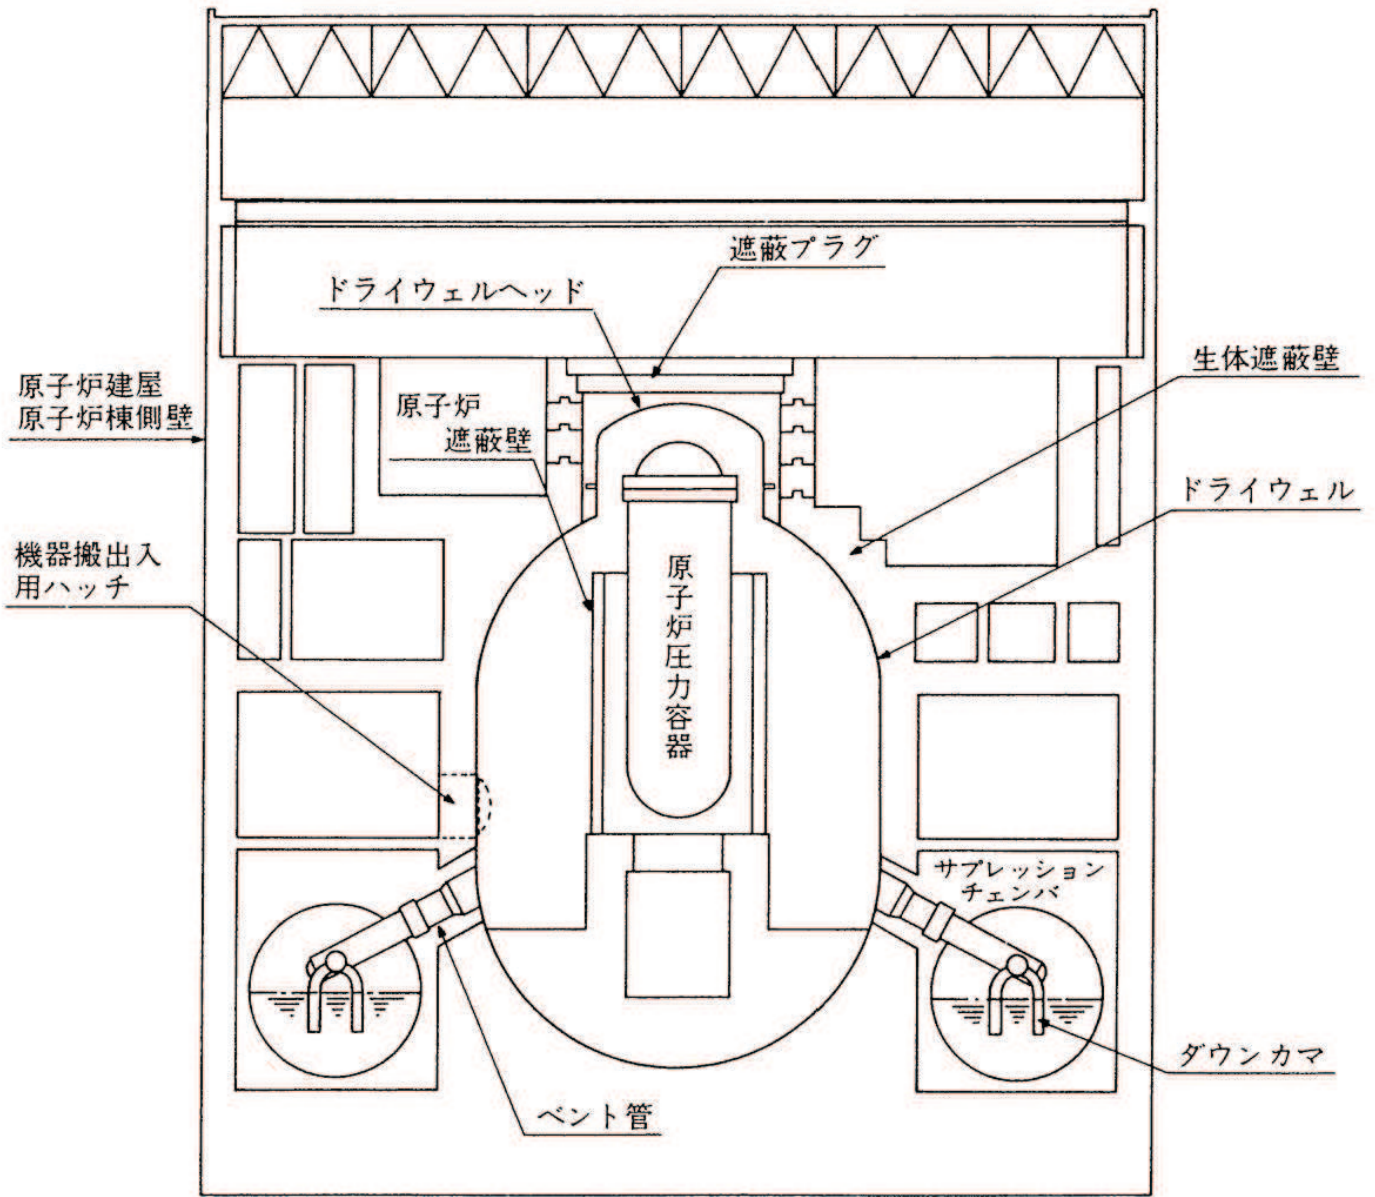 遮蔽プラグ
ドライウェルヘッド
生体遮蔽壁
原子炉建屋
原子炉棟側壁
原子炉
遮蔽壁
ドライウェル
機器搬出入
用ハッチ
原子炉圧力容器
サプレッション
チェンバ
ダウンカマ
ベント管